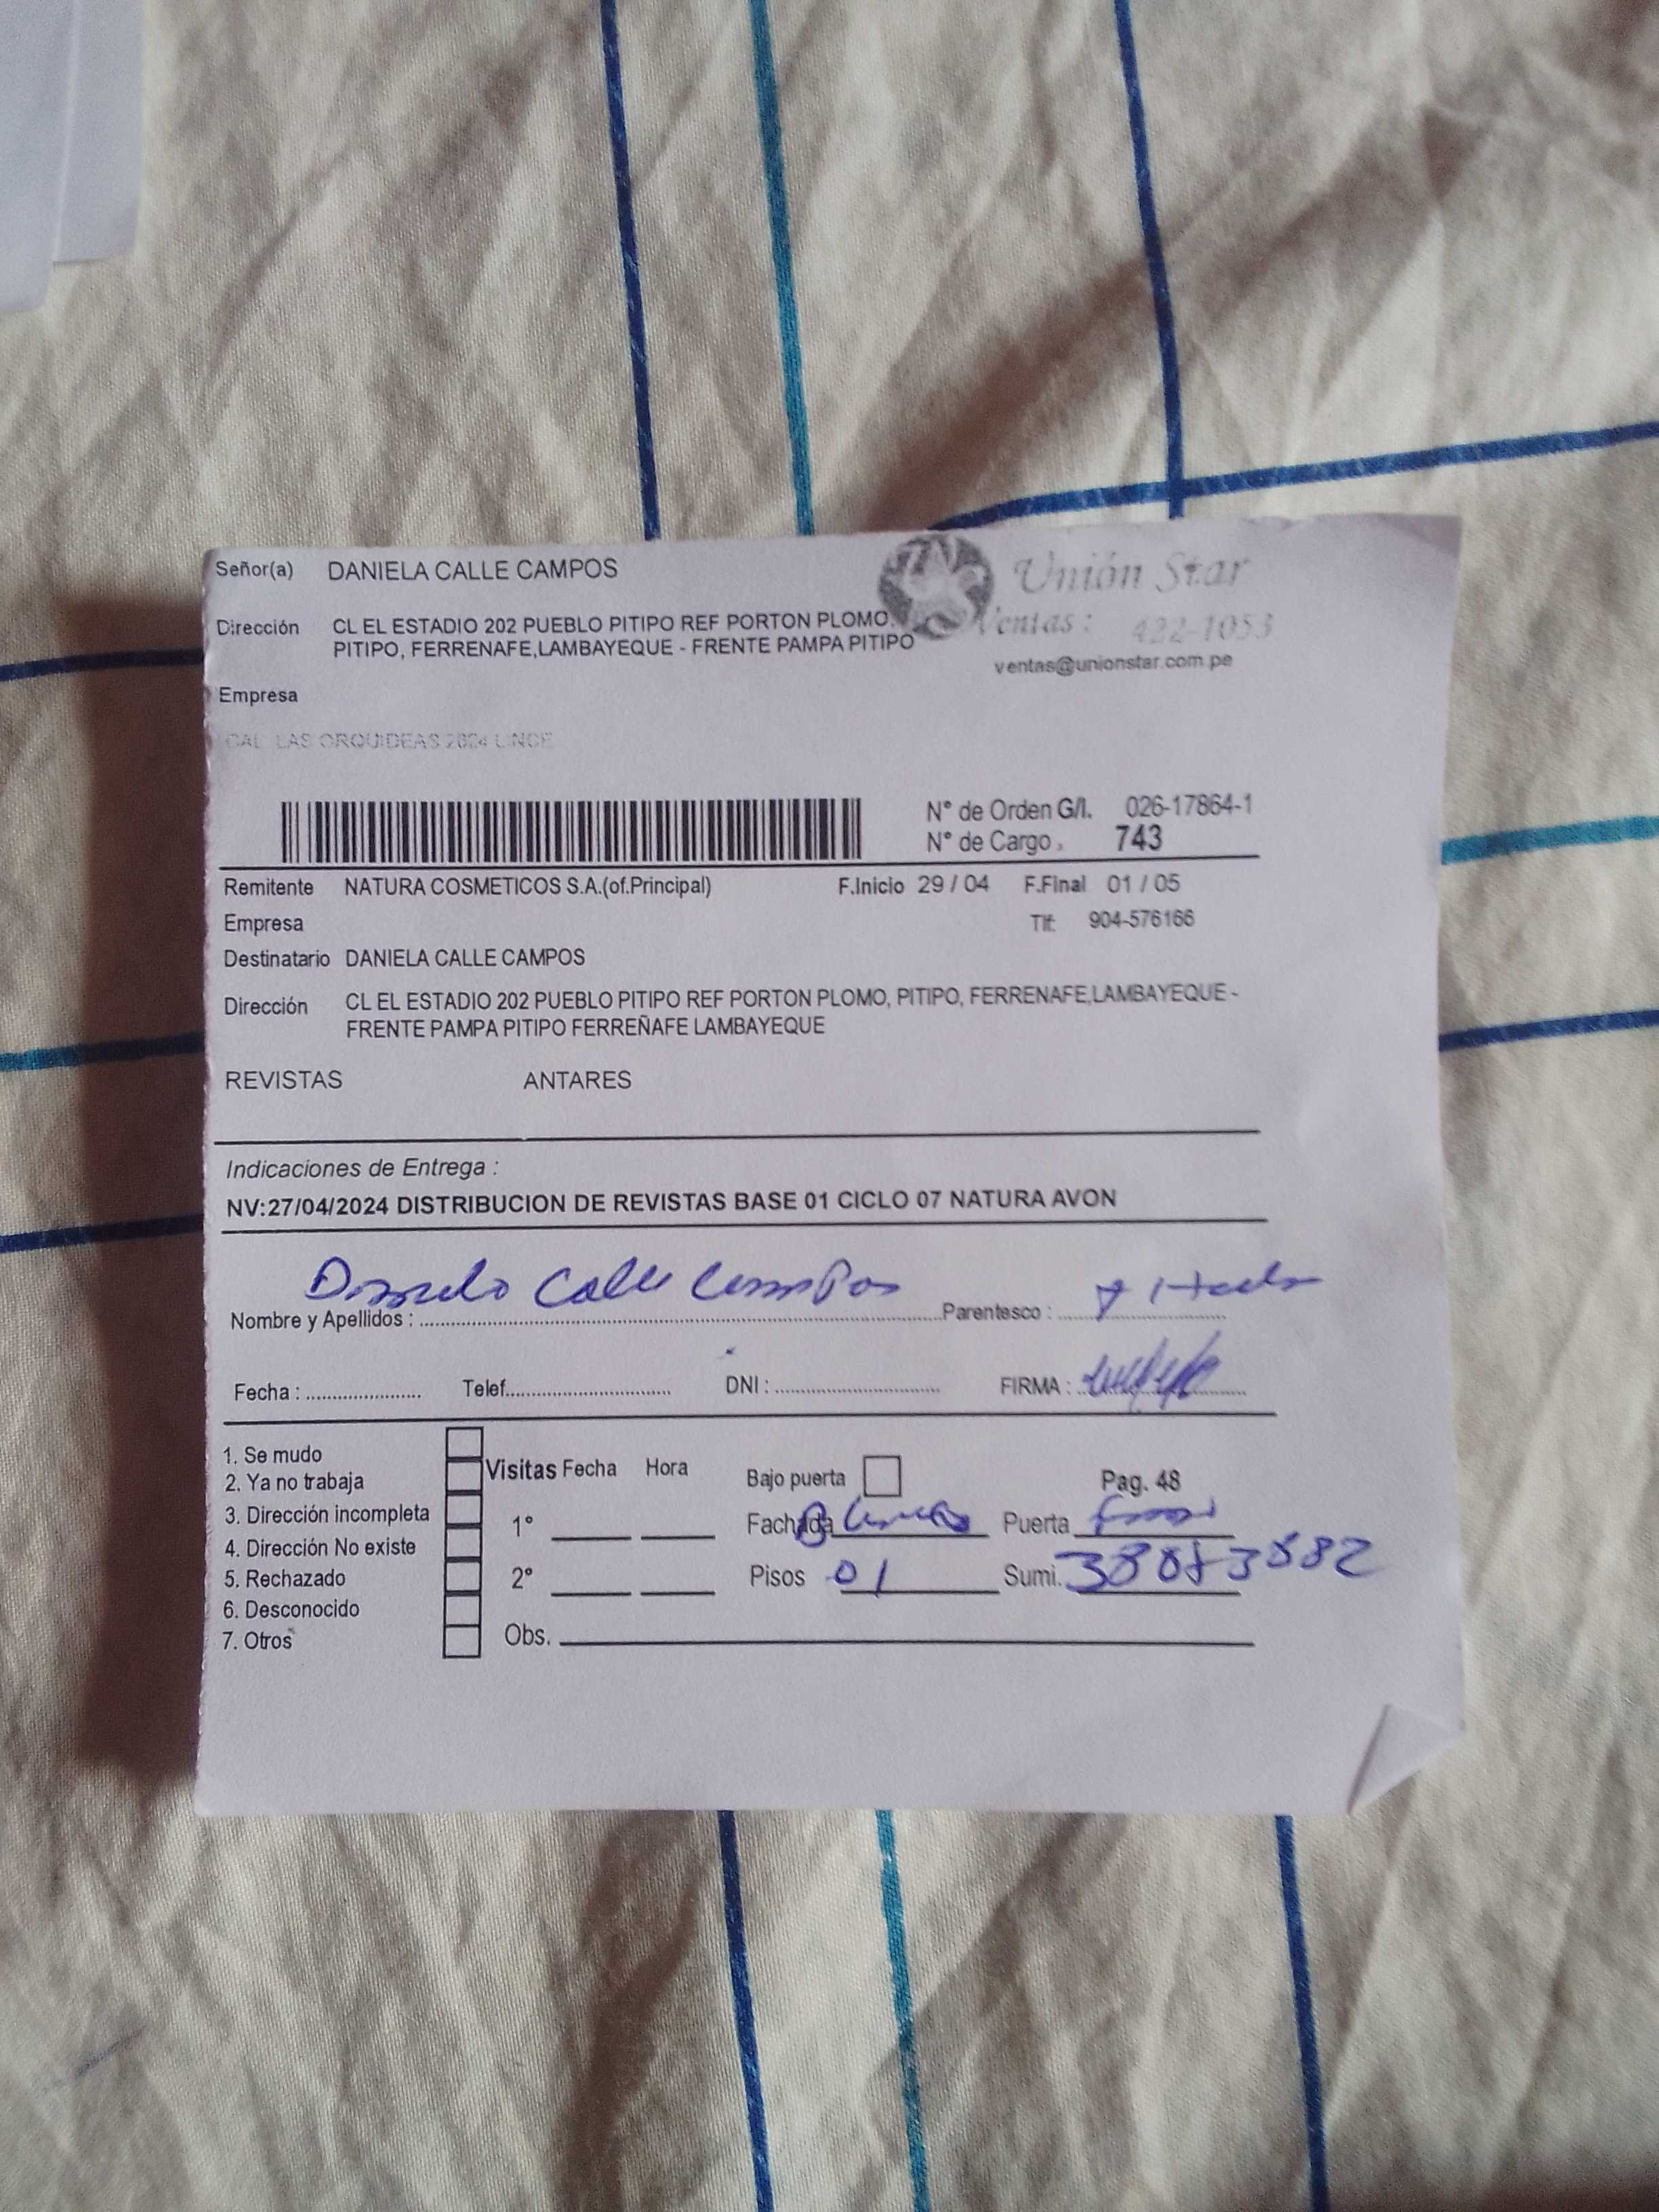 Señor(a) DANIELA CALLE CAMPOS
Unión Star
Dirección CL EL ESTADIO 202 PUEBLO PITIPO REF PORTON PLOMO,
PITIPO, FERRENAFE,LAMBAYEQUE - FRENTE PAMPA PITIPO
Ventas: 422-1053
ventas@unionstar.com.pe
Empresa
CAL. LAS ORQUIDEAS 2624 LINCE
N° de Orden G/I. 026-17864-1
N° de Cargo . 743
Remitente NATURA COSMETICOS S.A.(of.Principal) F.Inicio 29 / 04 F.Final 01 / 05
Empresa Tlf: 904-576166
Destinatario DANIELA CALLE CAMPOS
Dirección CL EL ESTADIO 202 PUEBLO PITIPO REF PORTON PLOMO, PITIPO, FERRENAFE,LAMBAYEQUE -
FRENTE PAMPA PITIPO FERREÑAFE LAMBAYEQUE
REVISTAS ANTARES
Indicaciones de Entrega :
NV:27/04/2024 DISTRIBUCION DE REVISTAS BASE 01 CICLO 07 NATURA AVON
Calle Campos
Nombre y Apellidos : Parentesco :
Fecha : Telef. DNI : FIRMA :
1. Se mudo
2. Ya no trabaja
3. Dirección incompleta
4. Dirección No existe
5. Rechazado
6. Desconocido
7. Otros
Visitas Fecha Hora
1°
2°
Obs.
Bajo puerta Pag. 48
Fachada Puerta
Pisos 01 Sumi.